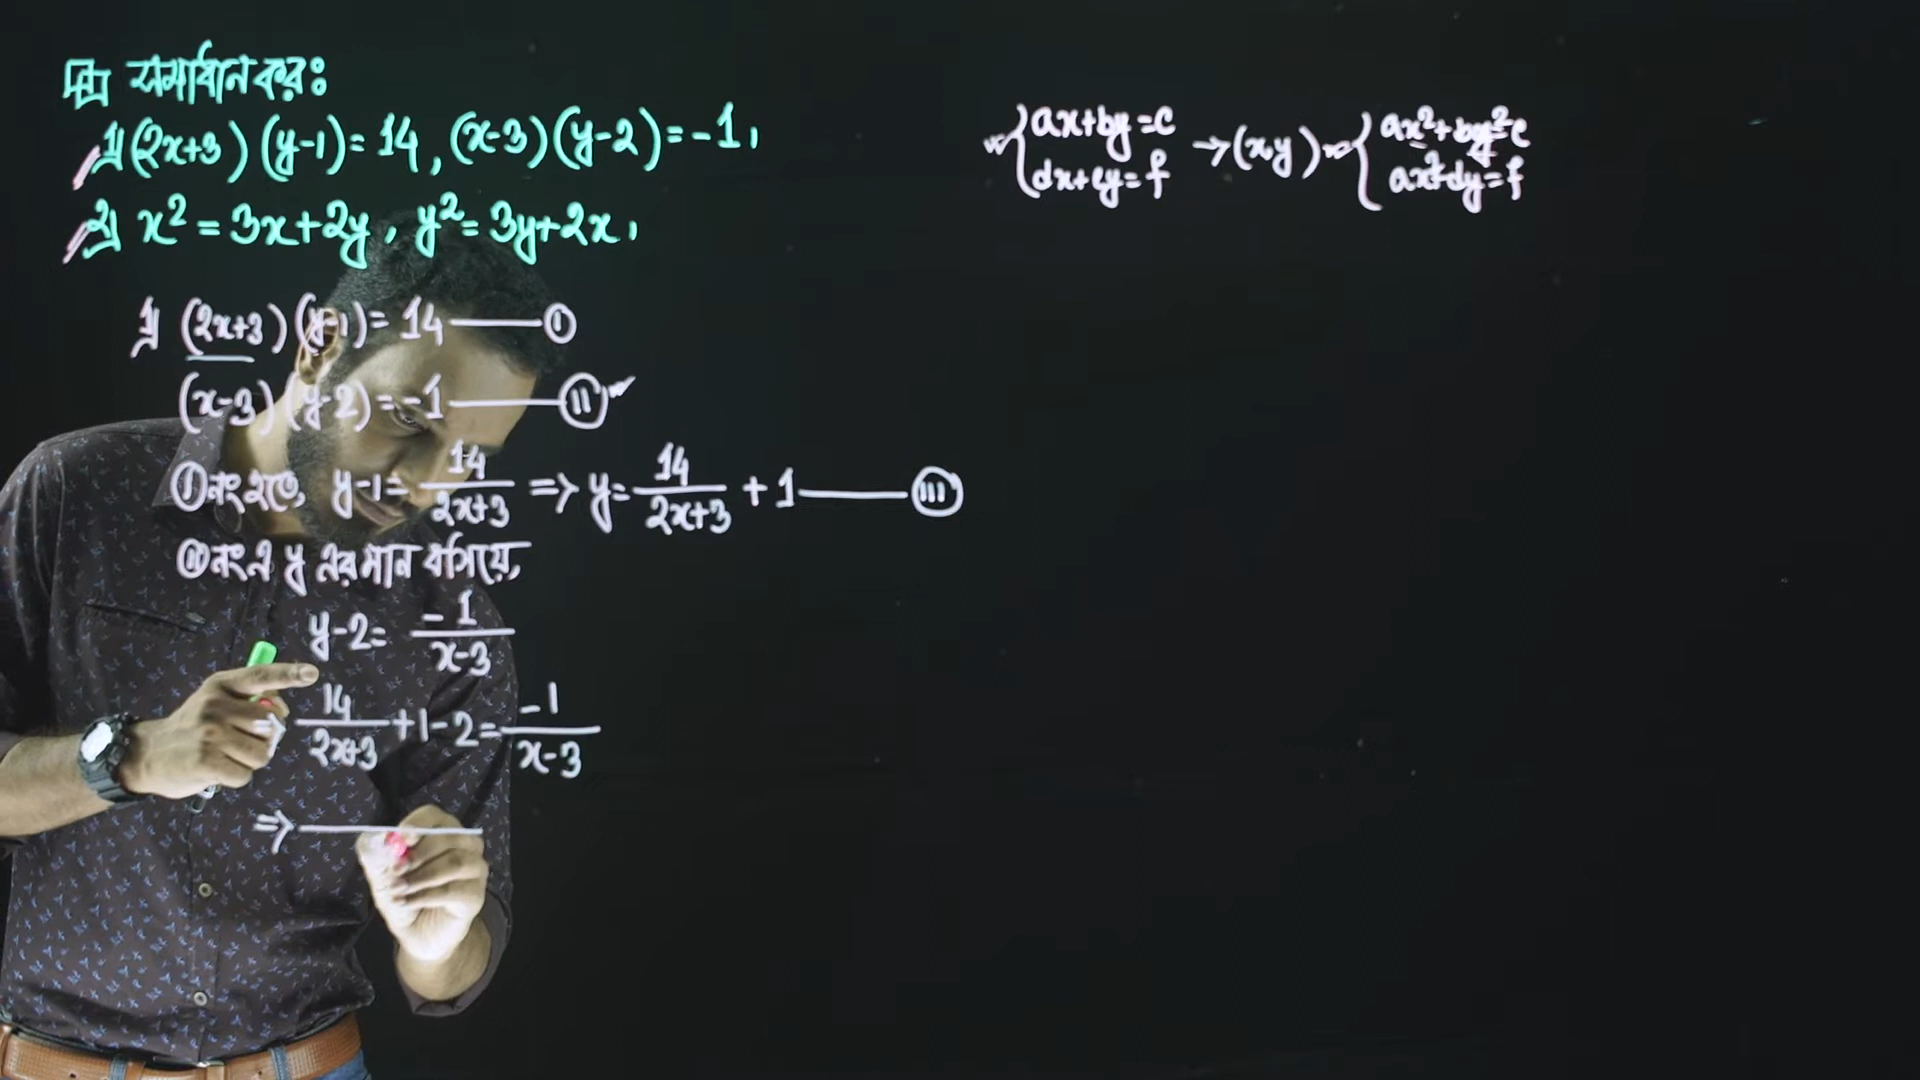 সমাধান কর:
১। (2x+3) (y-1) = 14, (x-3) (y-2) = -1।
২। x² = 3x+2y, y² = 3y+2x।
ax+by=c
dx+ey=f
→(x,y)
ax²+by²=c
ax²+dy=f
১। (2x+3) (y-1) = 14 ——— (i)
(x-3) (y-2) = -1 ——— (ii)
(i) নং হতে, y-1 = 14/(2x+3) ⇒ y = 14/(2x+3) + 1 ——— (iii)
(ii) নং এ y এর মান বসিয়ে,
y-2 = -1/(x-3)
⇒ 14/(2x+3) + 1-2 = -1/(x-3)
⇒